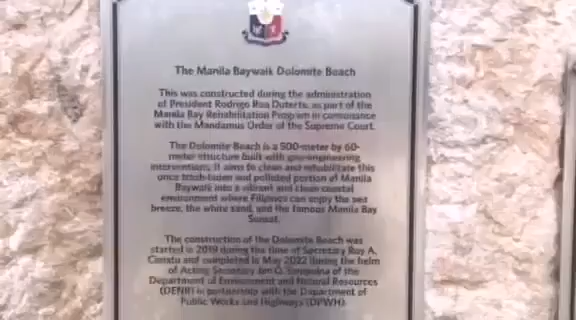 The Manila Baywalk Dolomite Beach
This was constructed during the administration
of President Rodrigo Roa Duterte, as part of the
Manila Bay Rehabilitation Program in consonance
with the Mandamus Order of the Supreme Court.
The Dolomite Beach is a 500-meter by 60-
meter structure built with geo-engineering
interventions. It aims to clean and rehabilitate this
once trash-laden and polluted portion of Manila
Baywalk into a vibrant and clean coastal
environment where Filipinos can enjoy the sea
breeze, the white sand, and the famous Manila Bay
Sunset.
The construction of the Dolomite Beach was
started in 2019 during the time of Secretary Roy A.
Cimatu and completed in May 2022 during the helm
of Acting Secretary Jim O. Sampulna of the
Department of Environment and Natural Resources
(DENR) in partnership with the Department of
Public Works and Highways (DPWH).